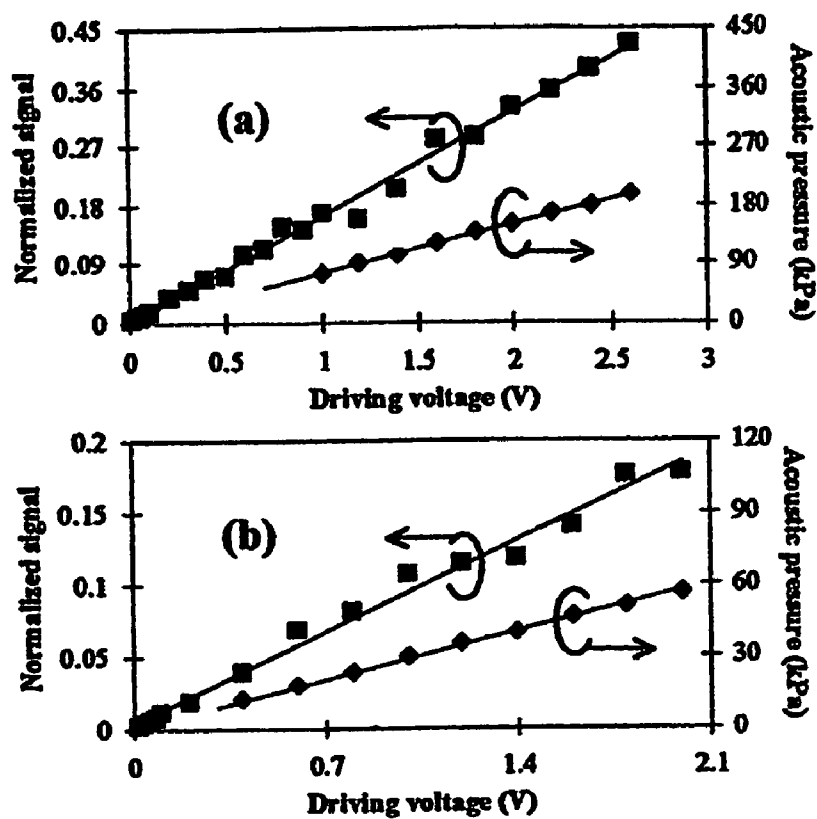 0.45
0.36
0.27
0.18
0.09
0
Normalized signal
(a)
450
360
270
180
90
0
Acoustic pressure (kPa)
0 0.5 1 1.5 2 2.5 3
Driving voltage (V)
0.2
0.15
0.1
0.05
0
Normalized signal
(b)
120
90
60
30
0
Acoustic pressure (kPa)
0 0.7 1.4 2.1
Driving voltage (V)